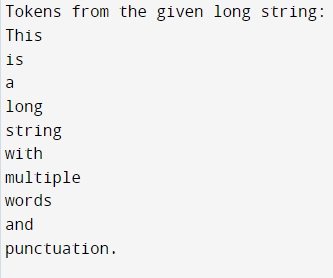 Tokens from the given long string:
This
is
a
long
string
with
multiple
words
and
punctuation.